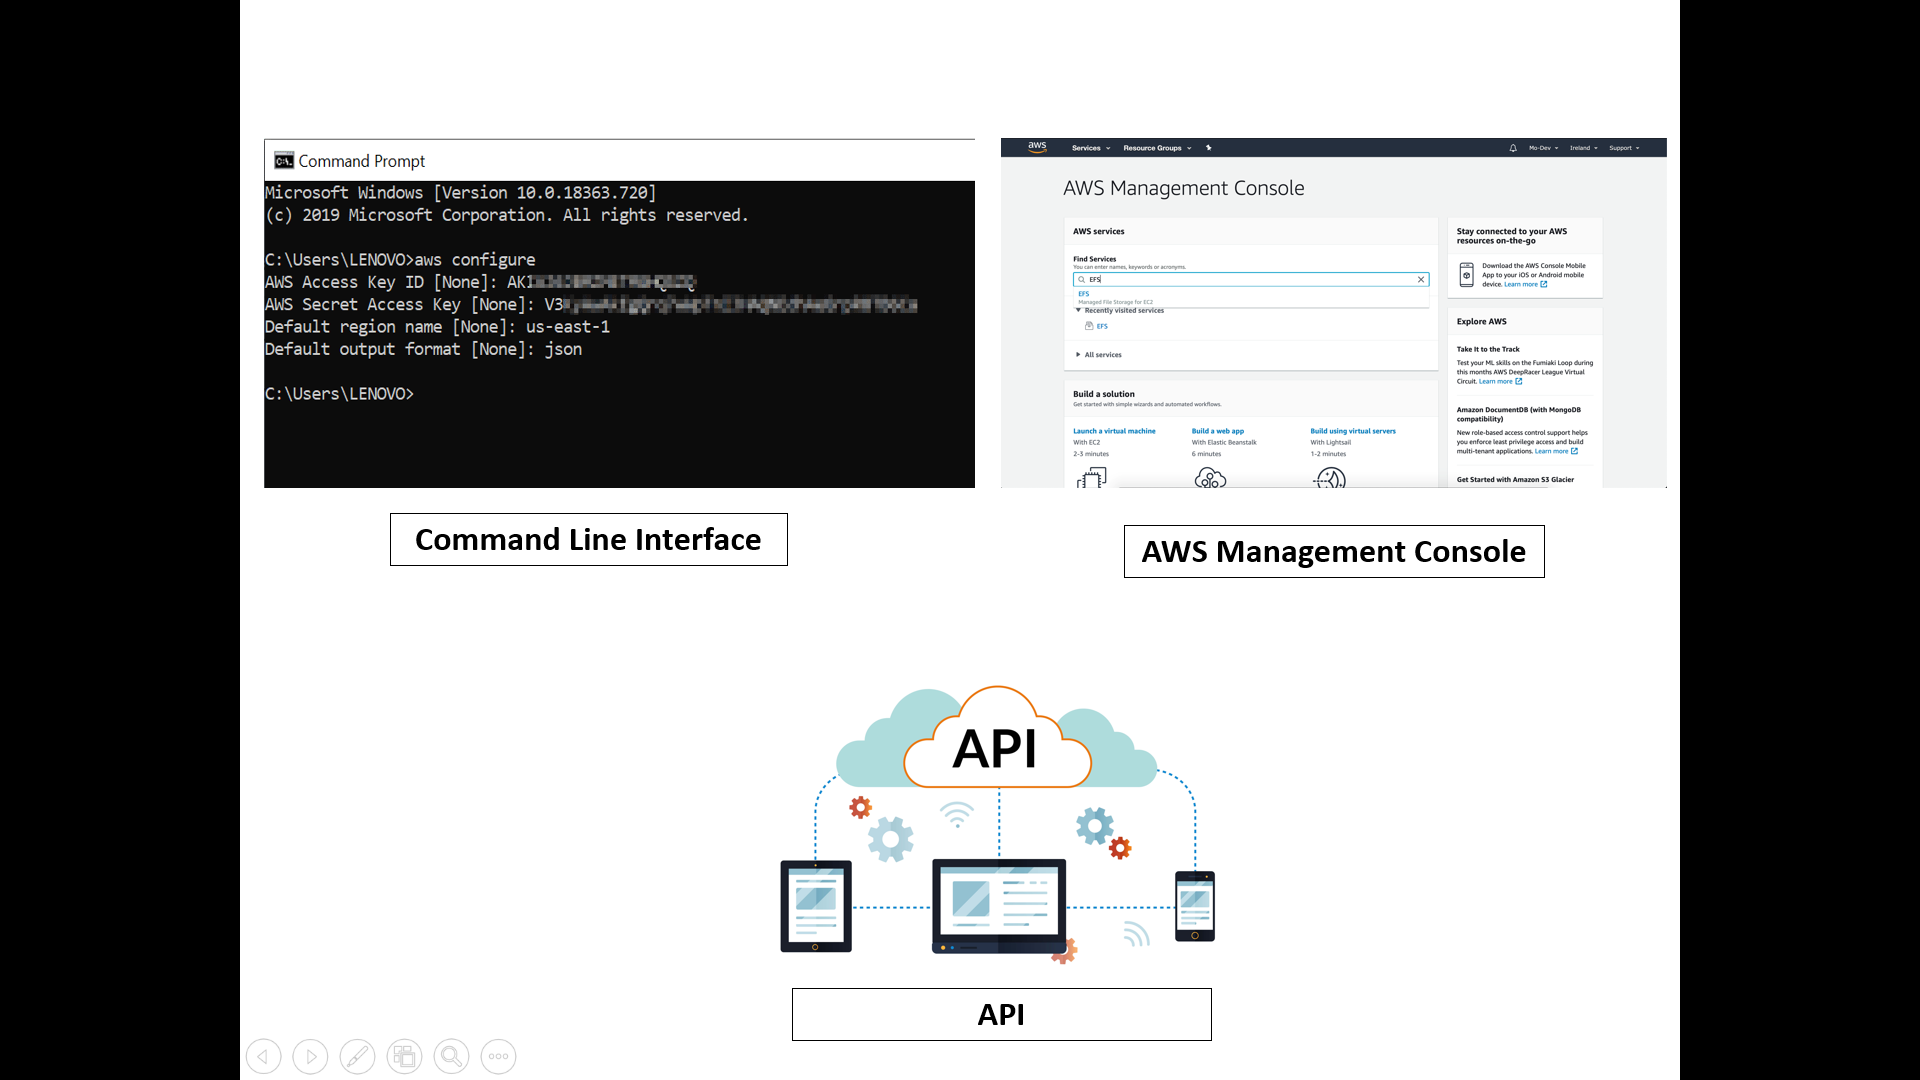 Command Prompt
Microsoft Windows [Version 10.0.18363.720]
(c) 2019 Microsoft Corporation. All rights reserved.
C:\Users\LENOVO>aws configure
AWS Access Key ID [None]: AK
AWS Secret Access Key [None]: V3
Default region name [None]: us-east-1
Default output format [None]: json
C:\Users\LENOVO>
Command Line Interface
aws Services Resource Groups Mo-Dev Ireland Support
AWS Management Console
AWS services
Find Services
You can enter names, keywords or acronyms.
EFS
EFS
Managed File Storage for EC2
Recently visited services
EFS
All services
Build a solution
Get started with simple wizards and automated workflows.
Launch a virtual machine
With EC2
2-3 minutes
Build a web app
With Elastic Beanstalk
6 minutes
Build using virtual servers
With Lightsail
1-2 minutes
Stay connected to your AWS
resources on-the-go
Download the AWS Console Mobile
App to your iOS or Android mobile
device. Learn more
Explore AWS
Take It to the Track
Test your ML skills on the Fumiaki Loop during
this months AWS DeepRacer League Virtual
Circuit. Learn more
Amazon DocumentDB (with MongoDB
compatibility)
New role-based access control support helps
you enforce least privilege access and build
multi-tenant applications. Learn more
Get Started with Amazon S3 Glacier
AWS Management Console
API
API